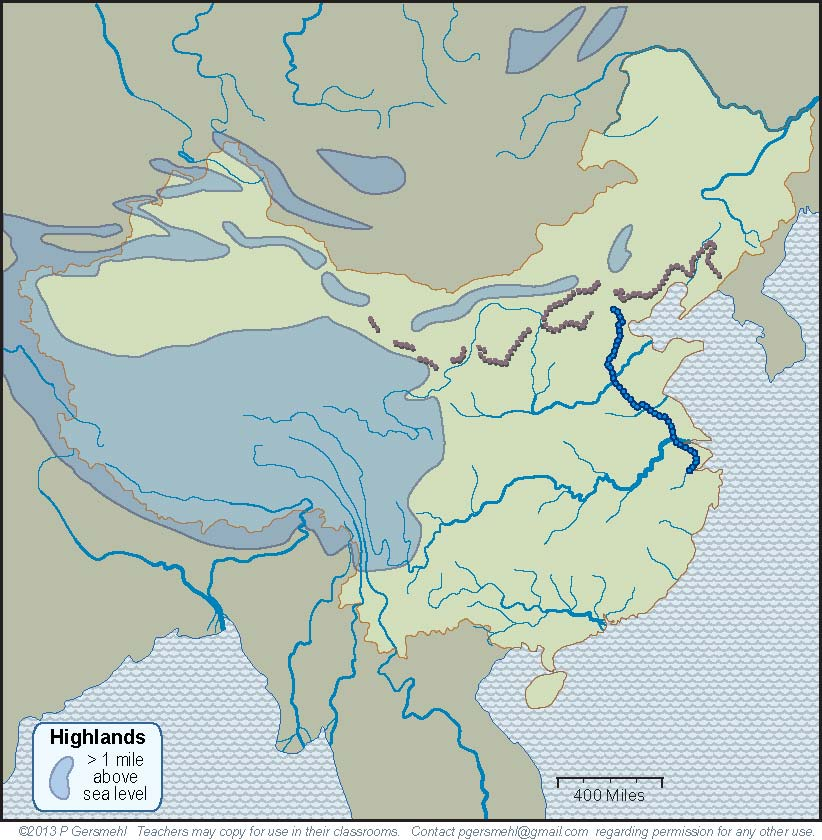 Highlands
> 1 mile
above
sea level
400 Miles
©2013 P Gersmehl Teachers may copy for use in their classrooms. Contact pgersmehl@gmail.com regarding permission for any other use.